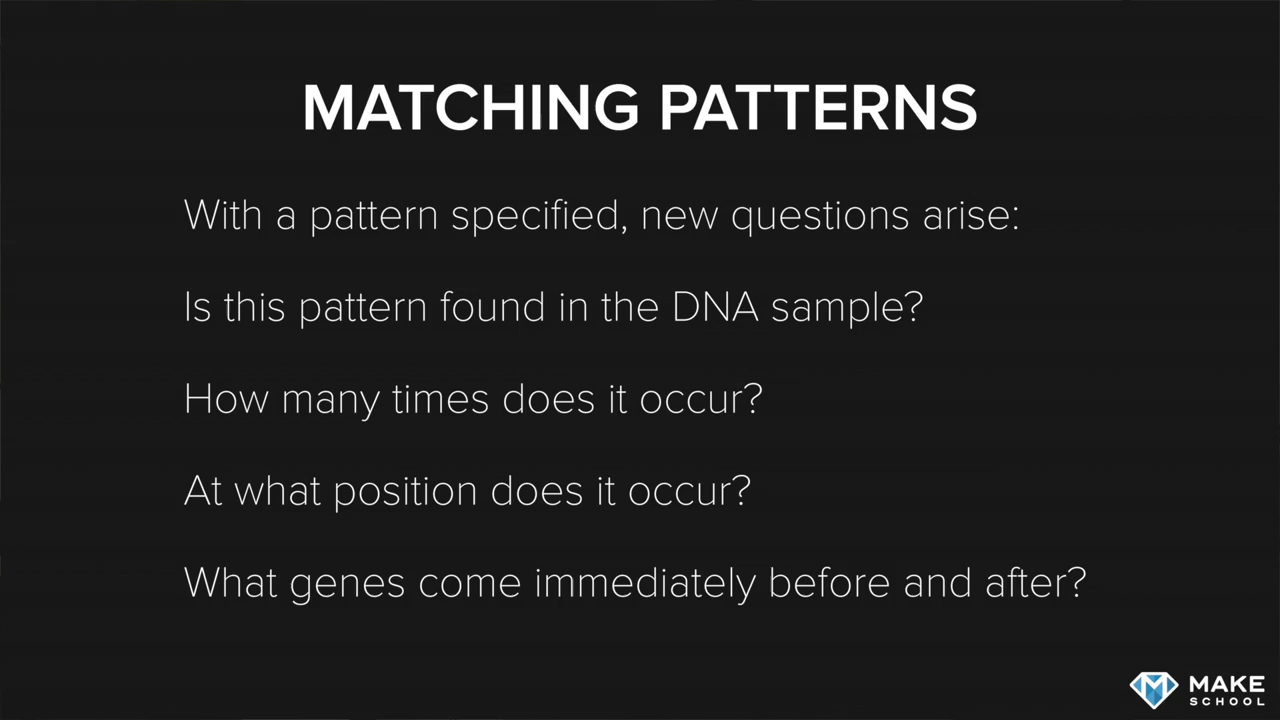 MATCHING PATTERNS
With a pattern specified, new questions arise:
Is this pattern found in the DNA sample?
How many times does it occur?
At what position does it occur?
What genes come immediately before and after?
MAKE
SCHOOL